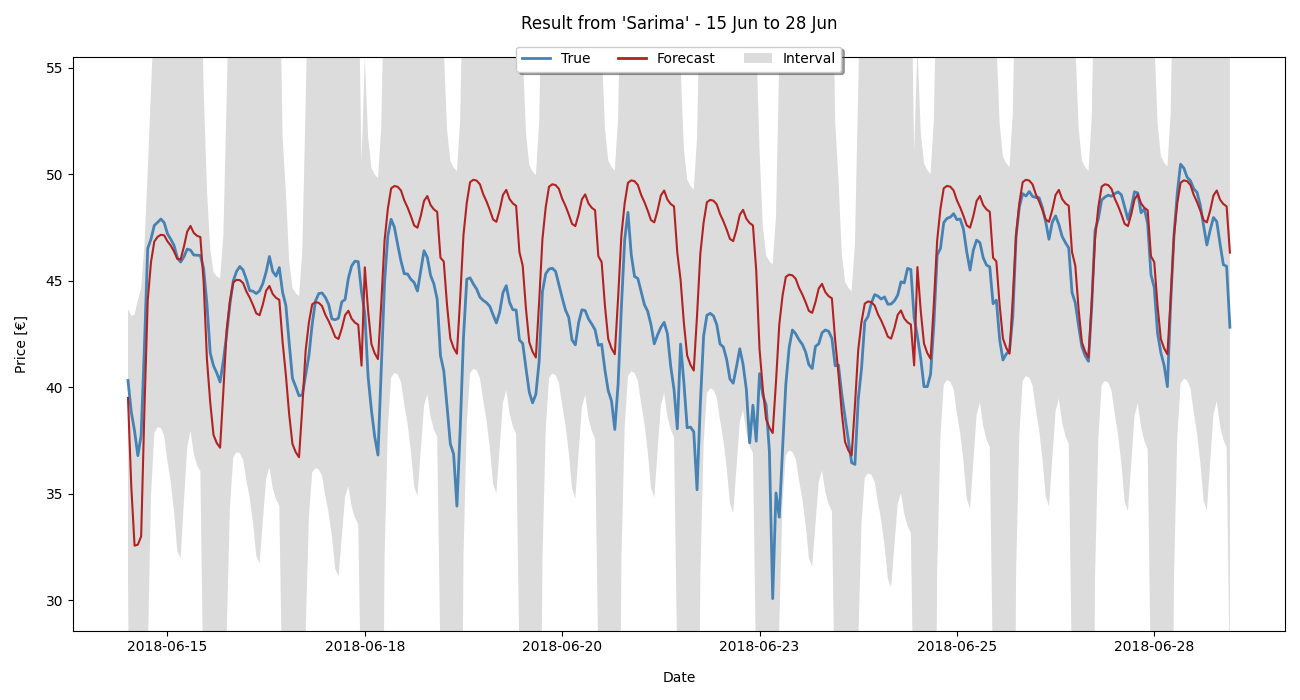 Result from 'Sarima' - 15 Jun to 28 Jun
True Forecast Interval
55
50
45
40
35
30
Price [€]
2018-06-15 2018-06-18 2018-06-20 2018-06-23 2018-06-25 2018-06-28
Date